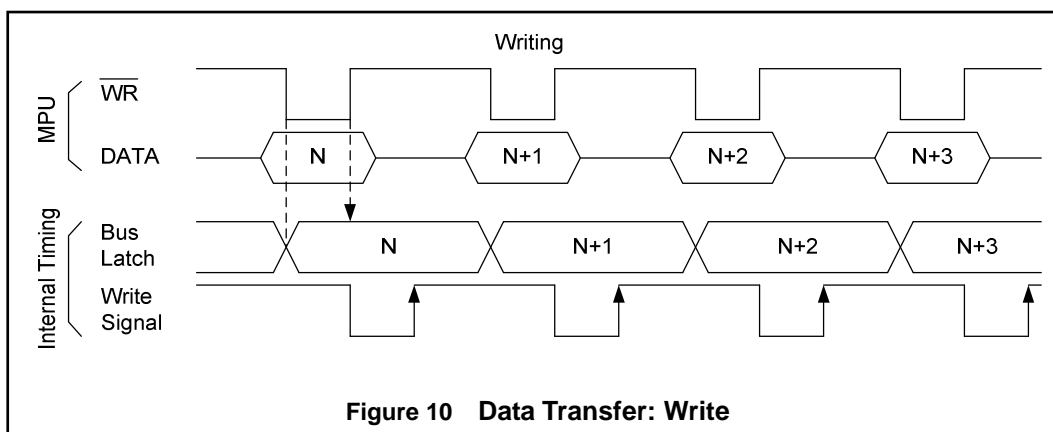 Writing
MPU
WR
DATA
N
N+1
N+2
N+3
Internal Timing
Bus
Latch
N
N+1
N+2
N+3
Write
Signal
Figure 10 Data Transfer: Write